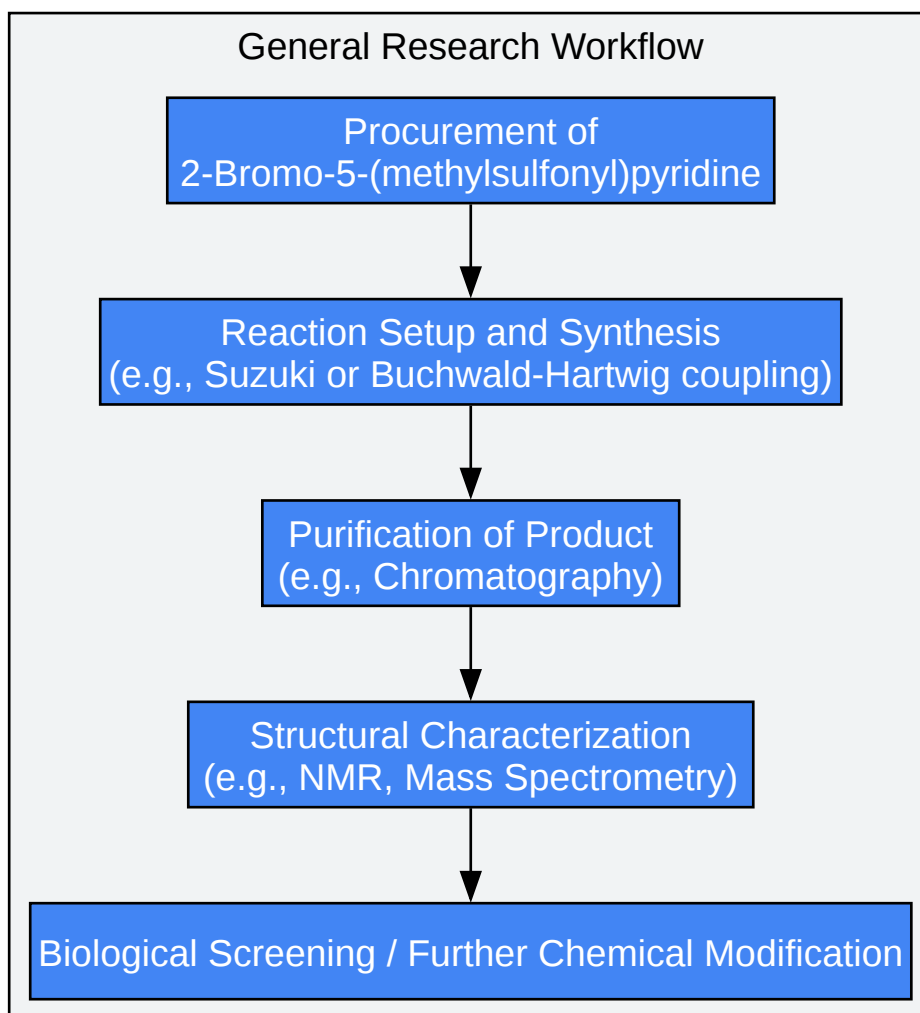 General Research Workflow
Procurement of
2-Bromo-5-(methylsulfonyl)pyridine
Reaction Setup and Synthesis
(e.g., Suzuki or Buchwald-Hartwig coupling)
Purification of Product
(e.g., Chromatography)
Structural Characterization
(e.g., NMR, Mass Spectrometry)
Biological Screening / Further Chemical Modification